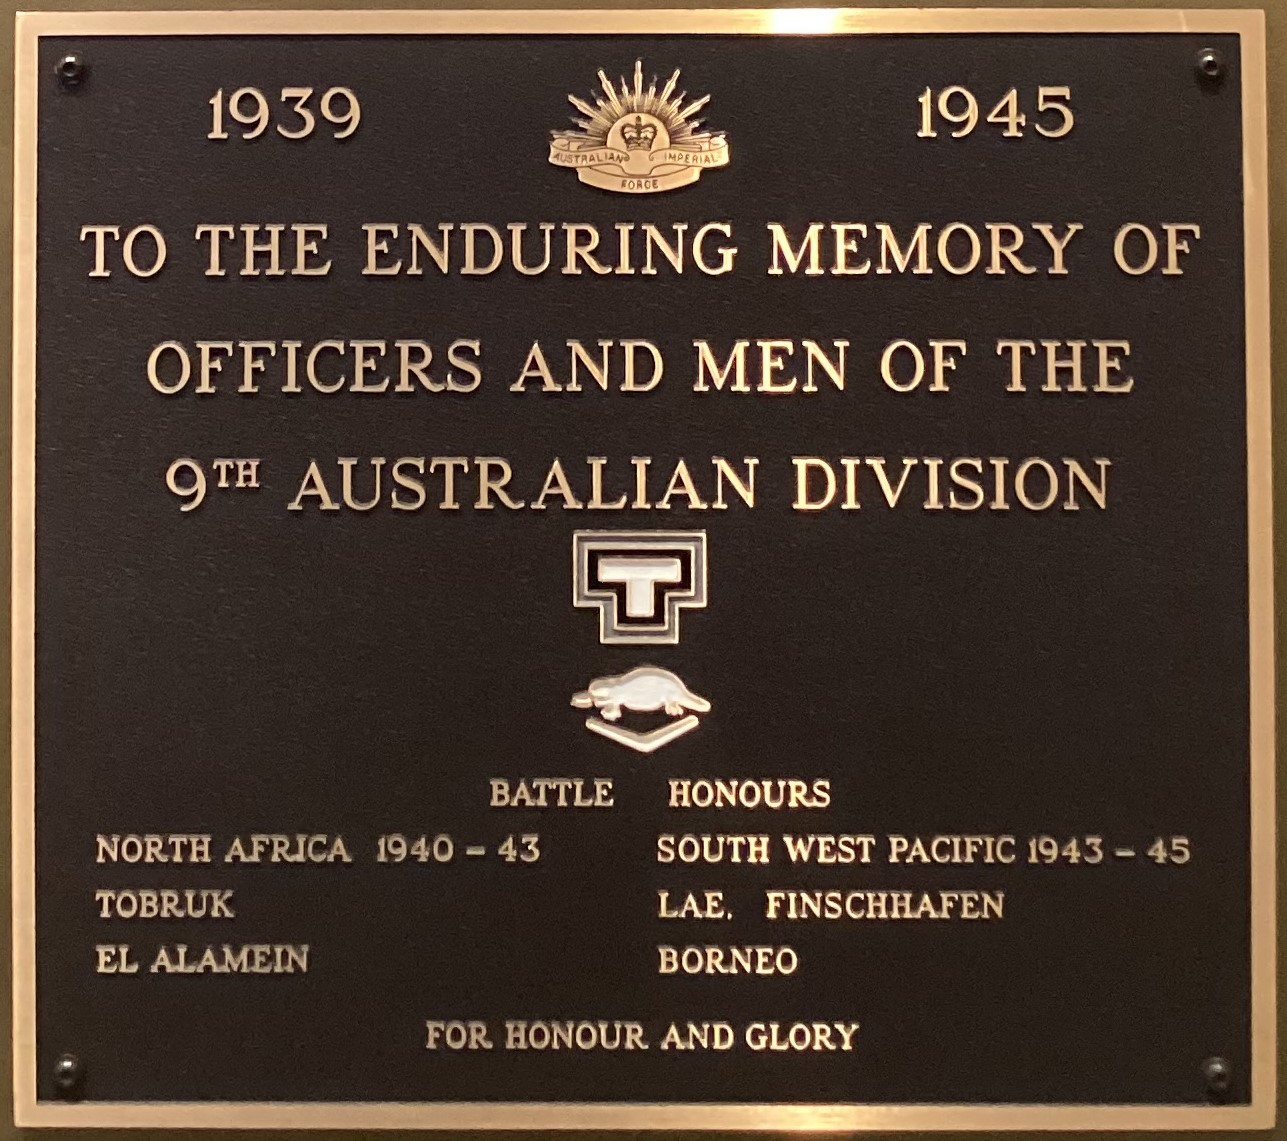 1939 1945
AUSTRALIAN IMPERIAL
FORCE
TO THE ENDURING MEMORY OF
OFFICERS AND MEN OF THE
9TH AUSTRALIAN DIVISION
T
BATTLE HONOURS
NORTH AFRICA 1940 – 43 SOUTH WEST PACIFIC 1943 – 45
TOBRUK LAE. FINSCHHAFEN
EL ALAMEIN BORNEO
FOR HONOUR AND GLORY